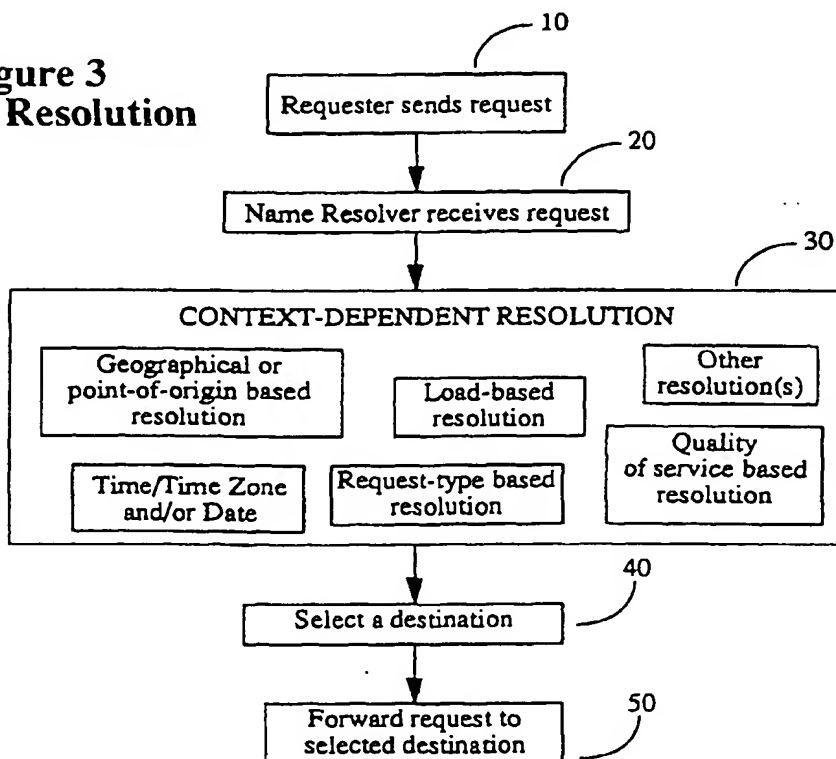 gure 3
Resolution
10
Requester sends request
20
Name Resolver receives request
30
CONTEXT-DEPENDENT RESOLUTION
Geographical or
point-of-origin based
resolution
Load-based
resolution
Other
resolution(s)
Time/Time Zone
and/or Date
Request-type based
resolution
Quality
of service based
resolution
40
Select a destination
50
Forward request to
selected destination